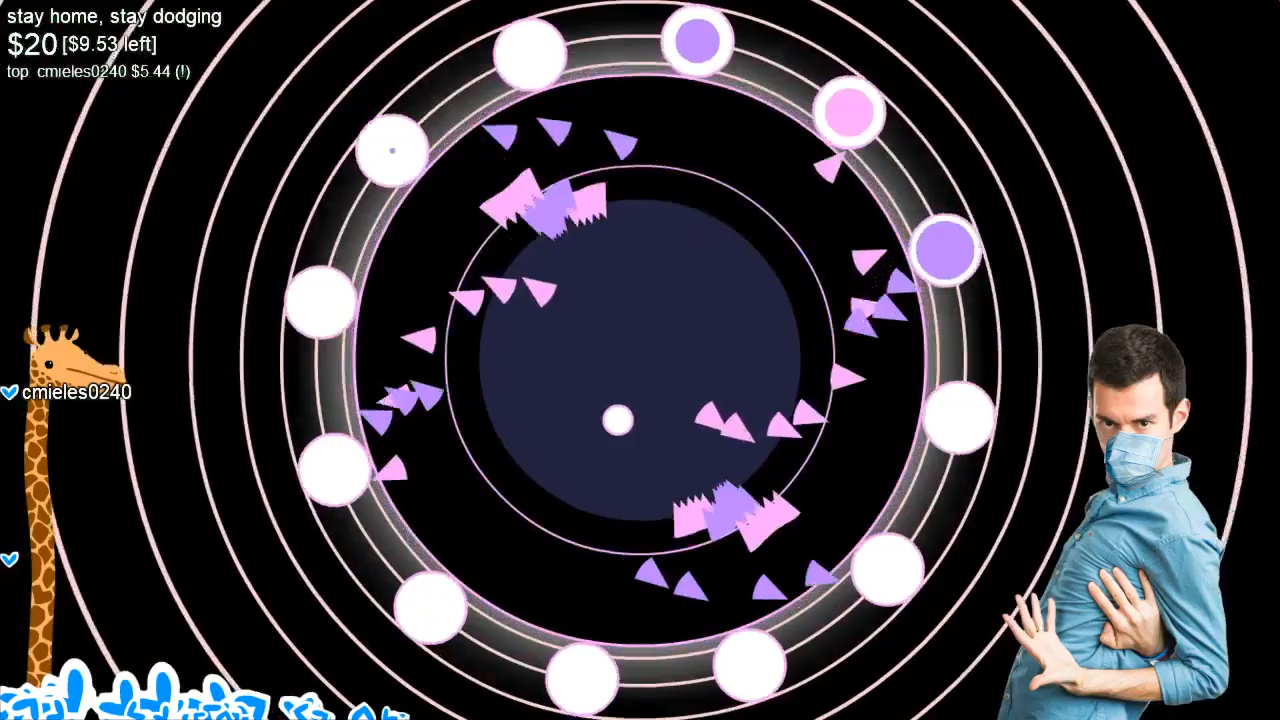 stay home, stay dodging
$20 [$9.53 left]
top: cmieles0240 $5.44 (!)
cmieles0240